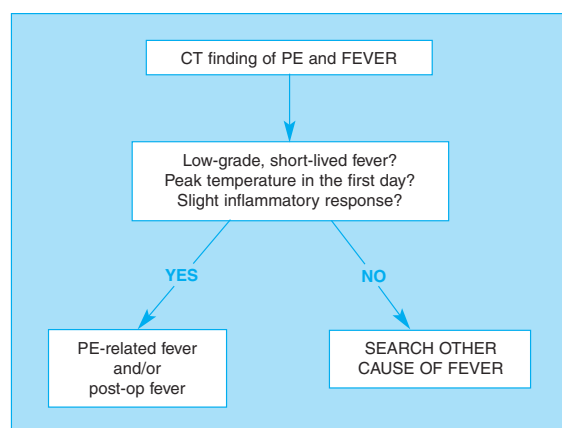 CT finding of PE and FEVER
Low-grade, short-lived fever?
Peak temperature in the first day?
Slight inflammatory response?
YES
NO
PE-related fever
and/or
post-op fever
SEARCH OTHER
CAUSE OF FEVER